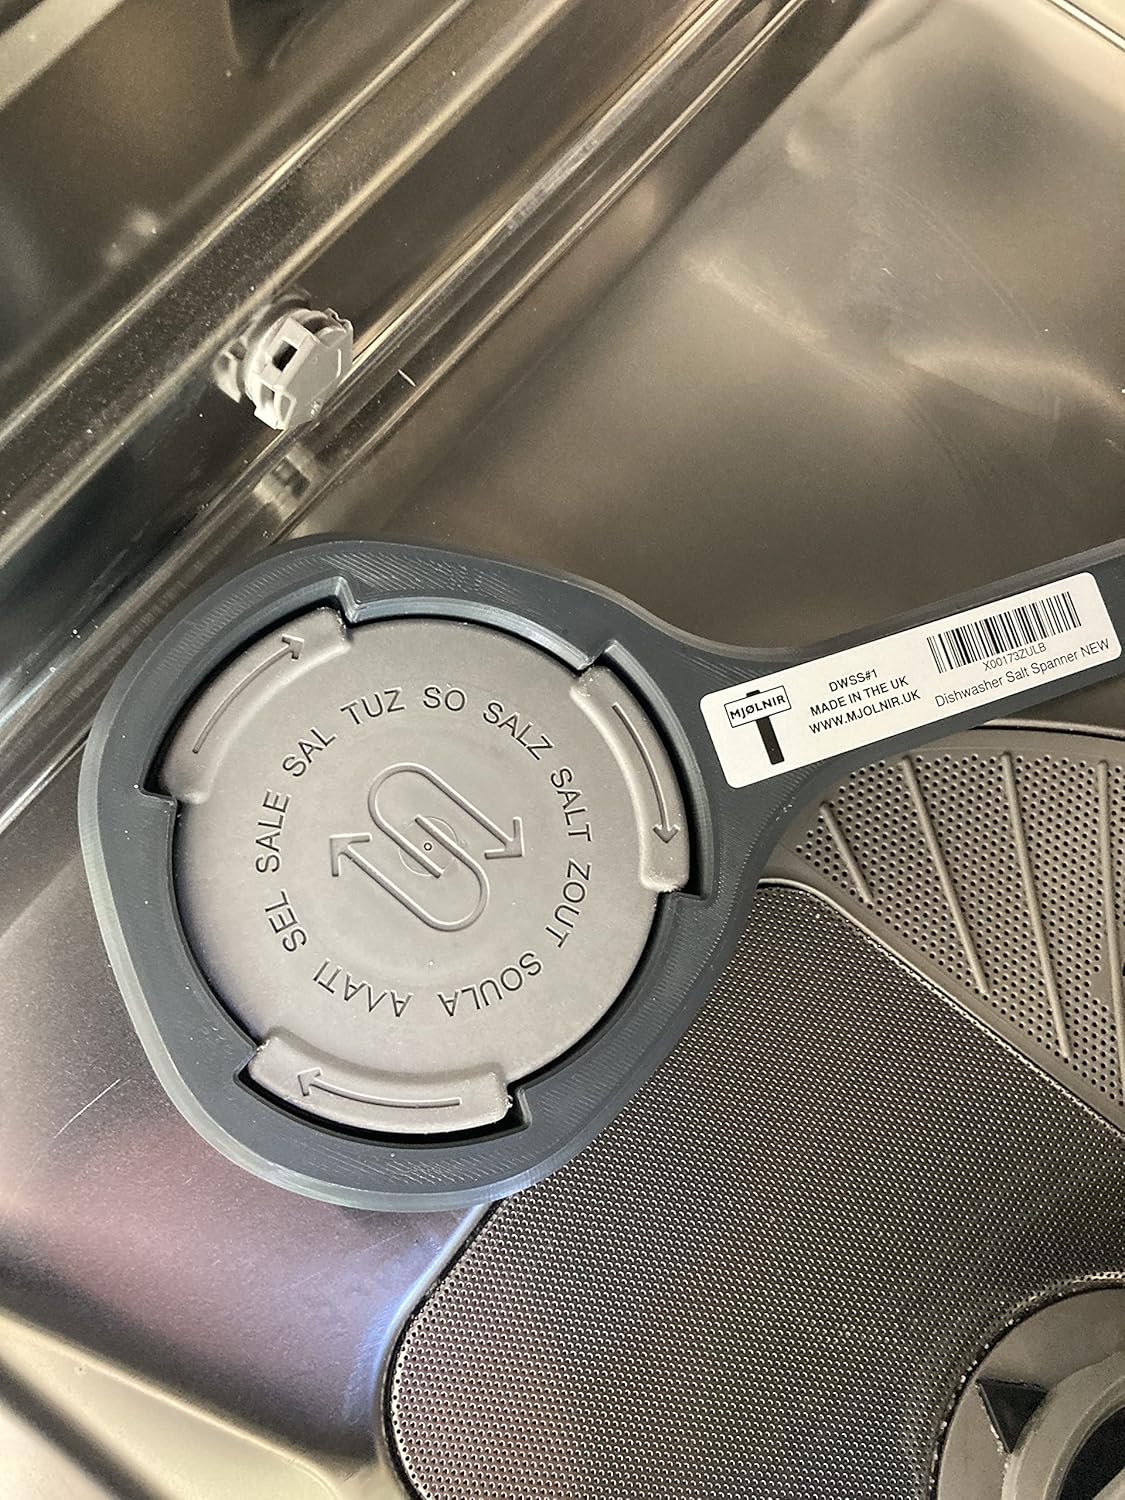 SEL SALE SAL TUZ SÓ SALZ SALT ZOUT SOULA ΑΛΑΤΙ
MJØLNIR
DWSS#1
MADE IN THE UK
WWW.MJOLNIR.UK
X00173ZULB
Dishwasher Salt Spanner NEW